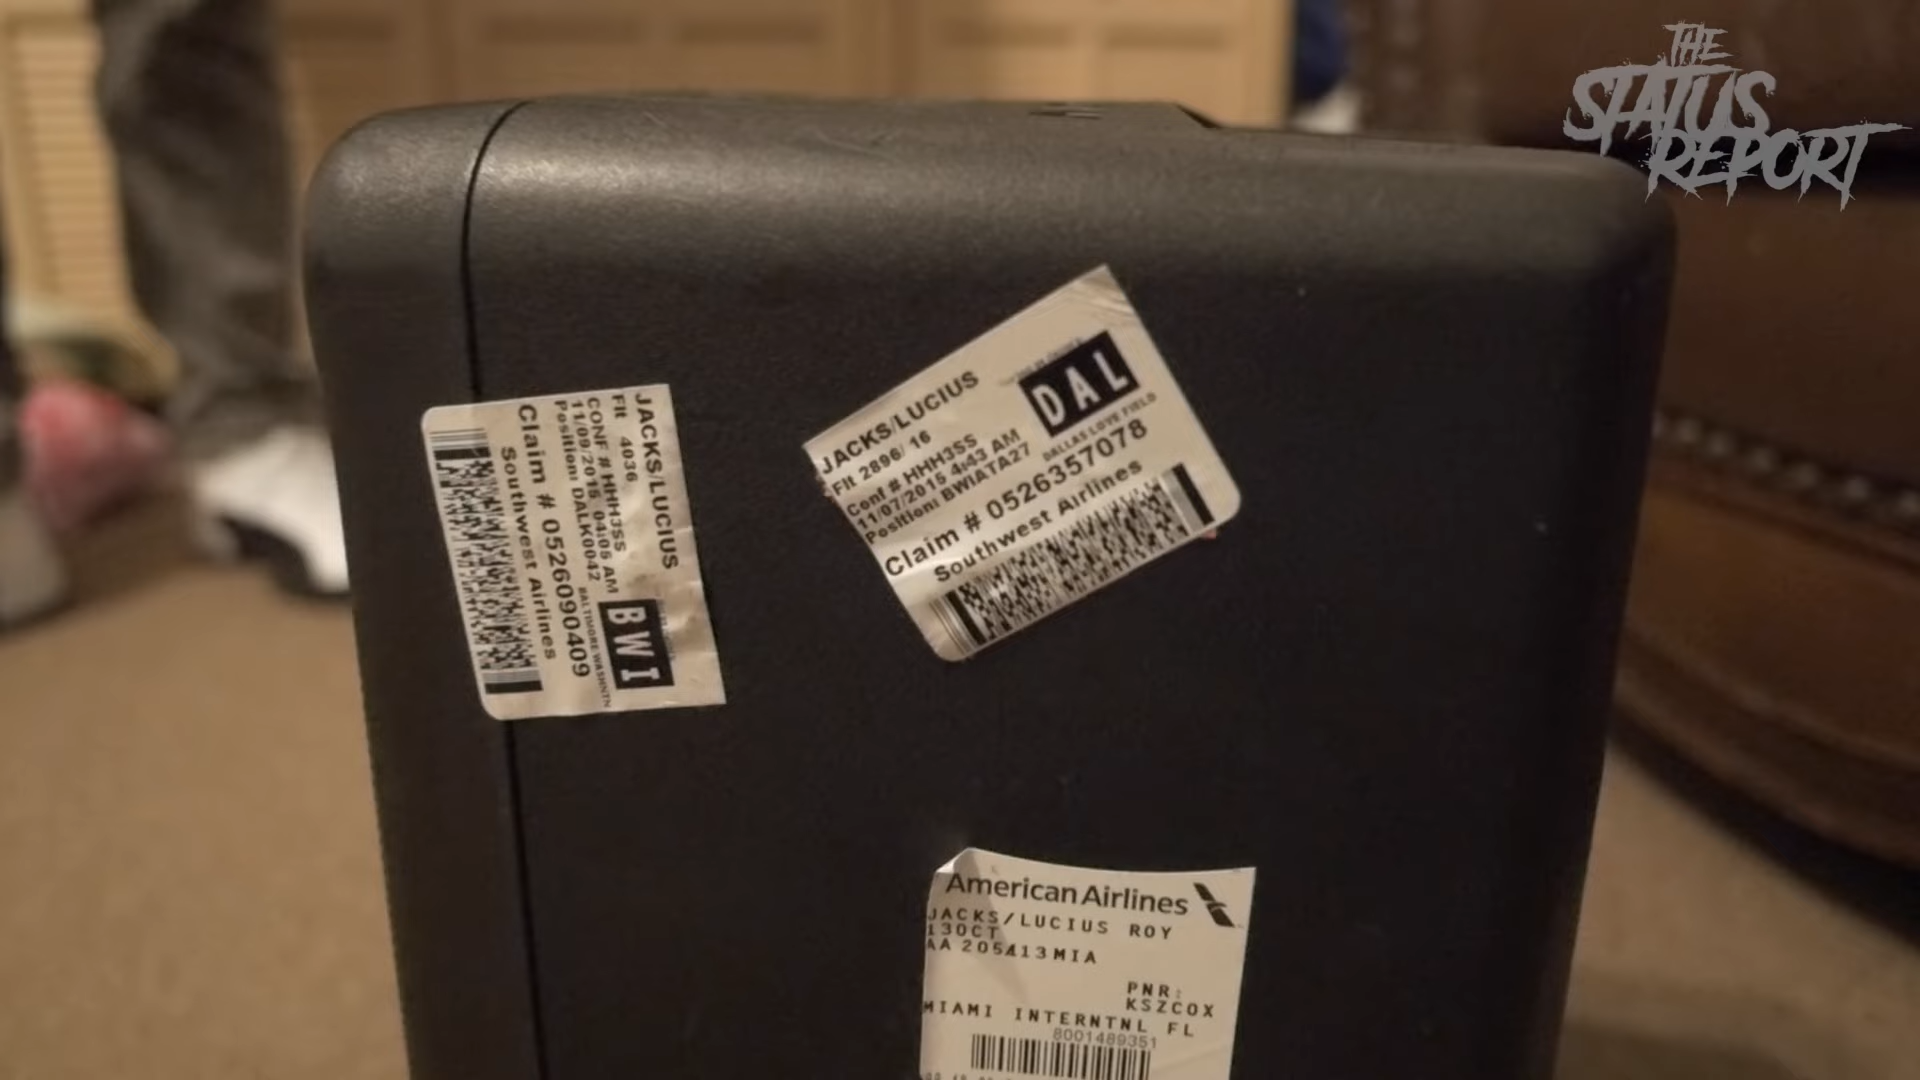 THE
STATUS
REPORT
JACKS/LUCIUS
Flt 4036
CONF # HHH3SS
11/09/2015 04:05 AM
Position: DALK0042
BWI
BALTIMORE/WASHNTN
Claim # 0526090409
Southwest Airlines
JACKS/LUCIUS
Flt 2896/ 16
Conf # HHH3SS
11/07/2015 4:43 AM
Position: BWIATA27
DAL
DALLAS LOVE FIELD
Claim # 0526357078
Southwest Airlines
American Airlines
JACKS/LUCIUS ROY
13OCT
AA 205413MIA
PNR:
KSZCOX
MIAMI INTERNTNL FL
8001489351